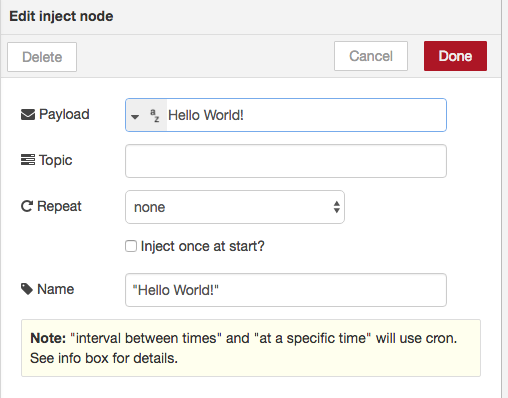 Edit inject node
Delete Cancel Done
Payload az Hello World!
Topic
Repeat none
Inject once at start?
Name "Hello World!"
Note: "interval between times" and "at a specific time" will use cron.
See info box for details.